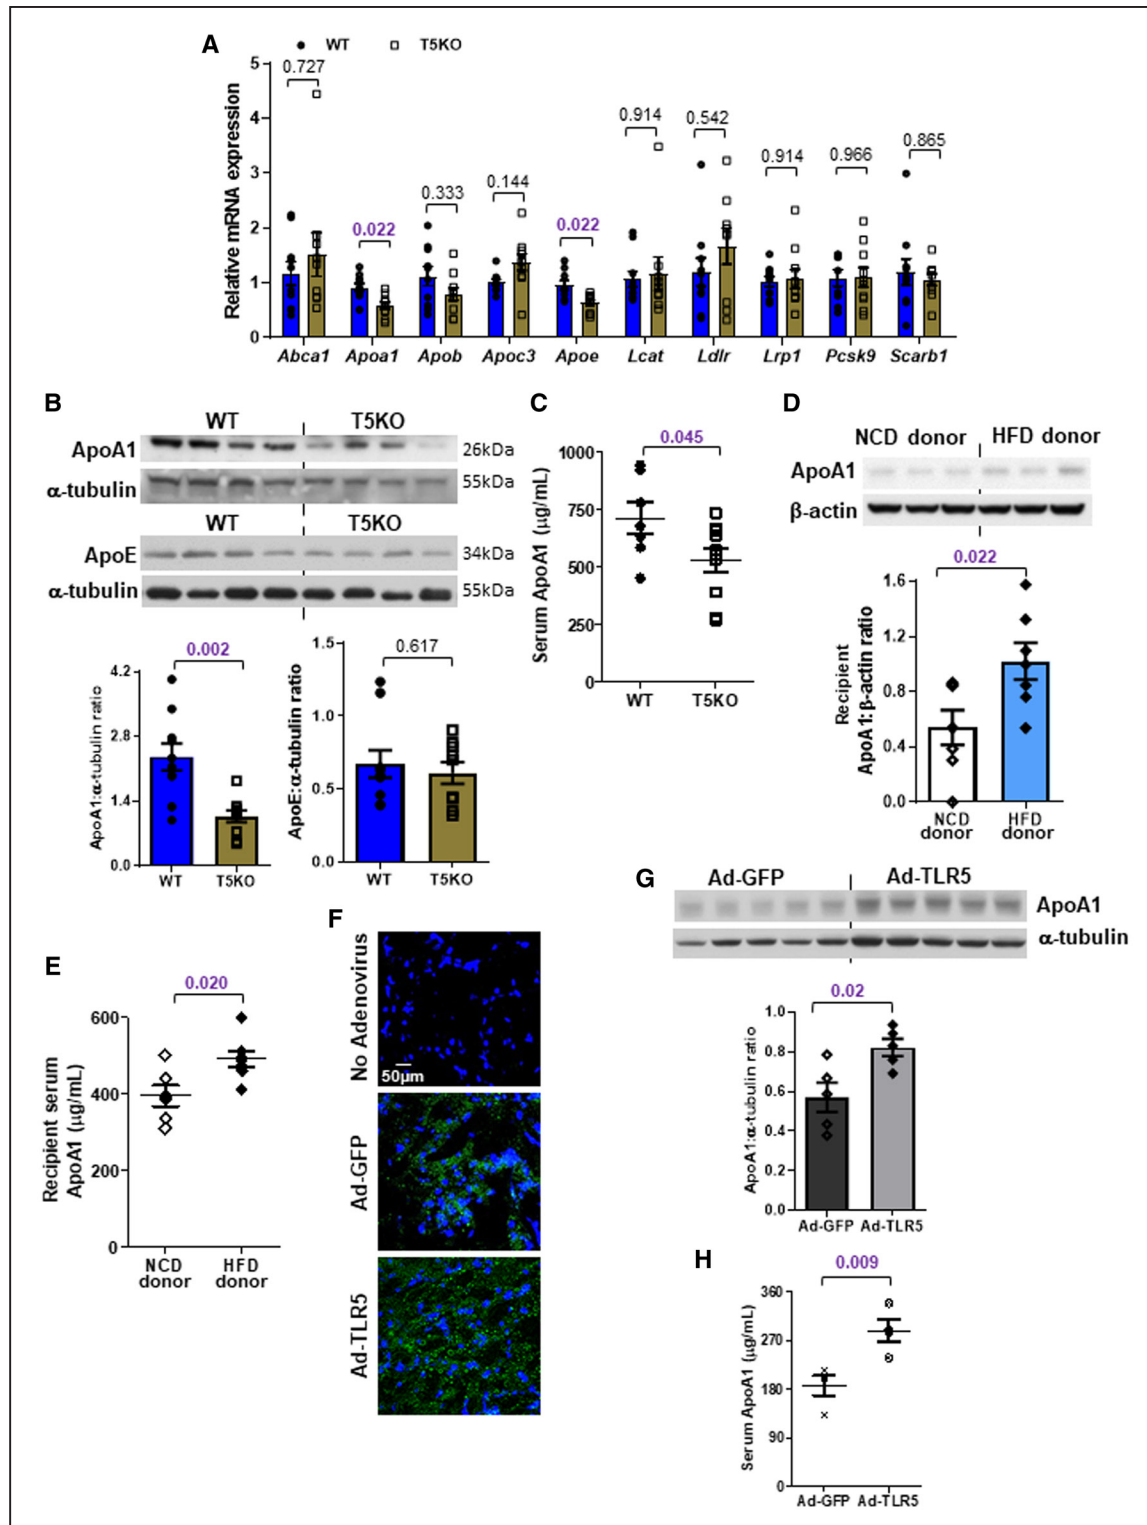 A
WT T5KO
Relative mRNA expression
5
4
3
2
1
0
0.727
0.022
0.333
0.144
0.022
0.914
0.542
0.914
0.966
0.865
Abca1 Apoa1 Apob Apoc3 Apoe Lcat Ldlr Lrp1 Pcsk9 Scarb1
B
WT T5KO
ApoA1 26kDa
α-tubulin 55kDa
WT T5KO
ApoE 34kDa
α-tubulin 55kDa
ApoA1:α-tubulin ratio
4.2
2.8
1.4
0.0
0.002
WT T5KO
ApoE:α-tubulin ratio
1.5
1.0
0.5
0.0
0.617
WT T5KO
C
Serum ApoA1 (μg/mL)
1000
750
500
250
0
0.045
WT T5KO
D
NCD donor HFD donor
ApoA1
β-actin
0.022
Recipient
ApoA1:β-actin ratio
1.6
1.2
0.8
0.4
0.0
NCD HFD
donor donor
E
0.020
Recipient serum
ApoA1 (μg/mL)
600
400
200
0
NCD HFD
donor donor
F
No Adenovirus
50μm
Ad-GFP
Ad-TLR5
G
Ad-GFP Ad-TLR5
ApoA1
α-tubulin
0.02
ApoA1:α-tubulin ratio
1.0
0.8
0.6
0.4
0.2
0.0
Ad-GFP Ad-TLR5
H
0.009
Serum ApoA1 (μg/mL)
360
270
180
90
0
Ad-GFP Ad-TLR5